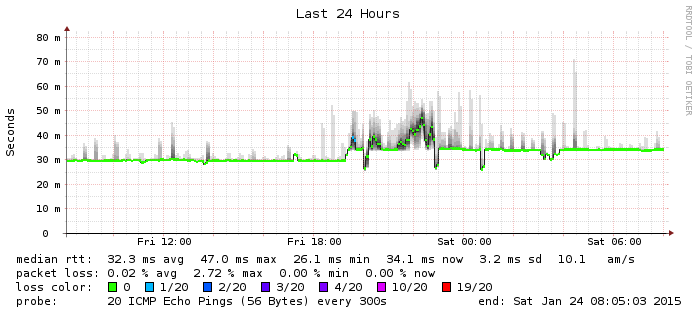 Last 24 Hours
RRDTOOL / TOBI OETIKER
Seconds
80 m
70 m
60 m
50 m
40 m
30 m
20 m
10 m
0
Fri 12:00 Fri 18:00 Sat 00:00 Sat 06:00
median rtt: 32.3 ms avg 47.0 ms max 26.1 ms min 34.1 ms now 3.2 ms sd 10.1 am/s
packet loss: 0.02 % avg 2.72 % max 0.00 % min 0.00 % now
loss color: 0 1/20 2/20 3/20 4/20 10/20 19/20
probe: 20 ICMP Echo Pings (56 Bytes) every 300s end: Sat Jan 24 08:05:03 2015